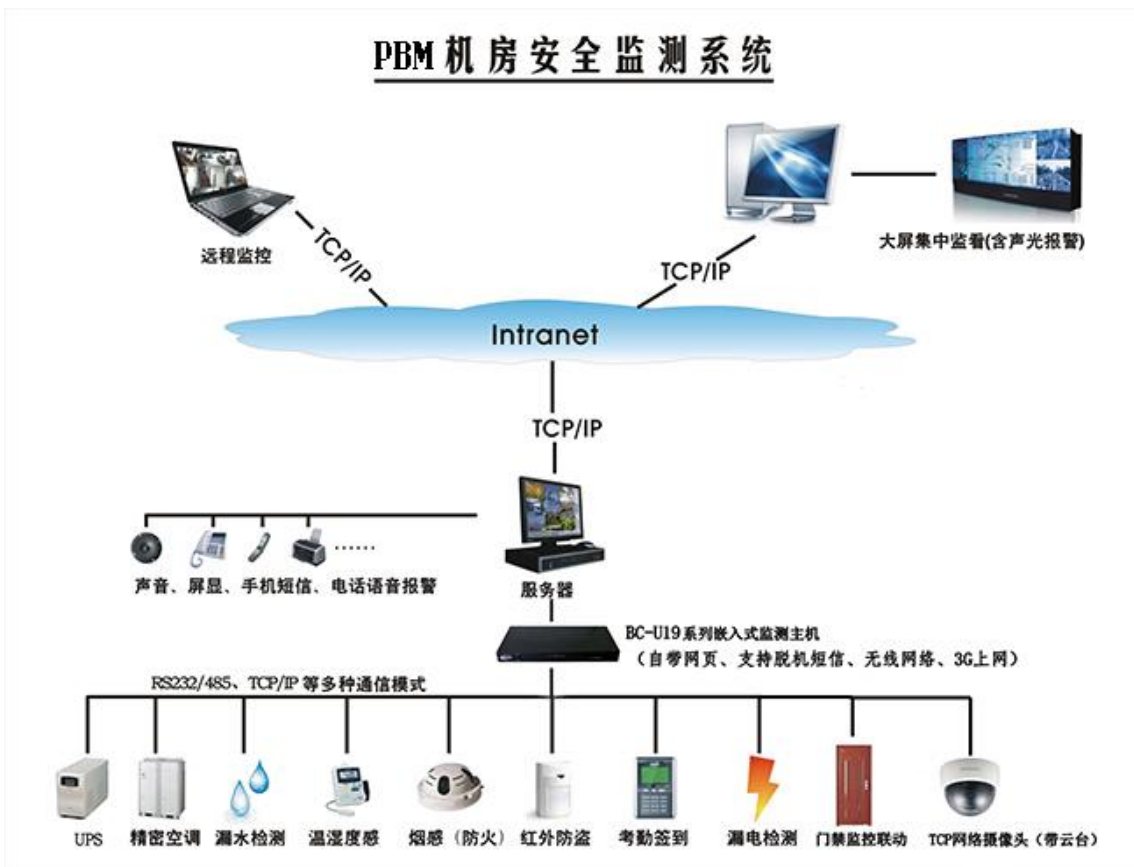 PBM 机房安全监测系统
远程监控
TCP/IP
TCP/IP
大屏集中监看(含声光报警)
Intranet
TCP/IP
声音、屏显、手机短信、电话语音报警
服务器
BC-U19系列嵌入式监测主机
(自带网页、支持脱机短信、无线网络、3G上网)
RS232/485、TCP/IP 等多种通信模式
UPS
精密空调
漏水检测
温湿度感
烟感 (防火)
红外防盗
考勤签到
漏电检测
门禁监控联动
TCP网络摄像头(带云台)